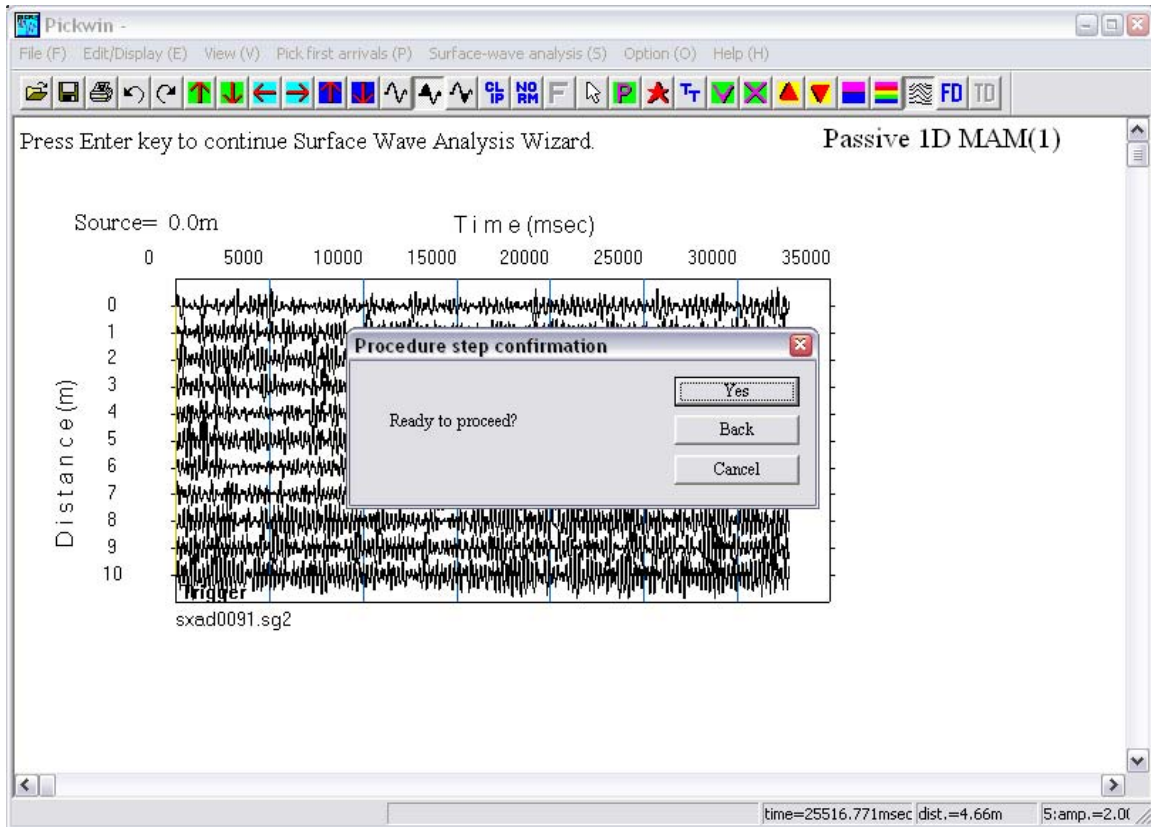 Pickwin -
File (F) Edit/Display (E) View (V) Pick first arrivals (P) Surface-wave analysis (S) Option (O) Help (H)
CL IP NO RM F P T T FD TD
Press Enter key to continue Surface Wave Analysis Wizard.
Passive 1D MAM(1)
Source= 0.0m
Time (msec)
0 5000 10000 15000 20000 25000 30000 35000
Distance (m)
0
1
2
3
4
5
6
7
8
9
10
Procedure step confirmation
Ready to proceed?
Yes
Back
Cancel
Trigger
sxad0091.sg2
time=25516.771msec dist.=4.66m 5:amp.=2.0